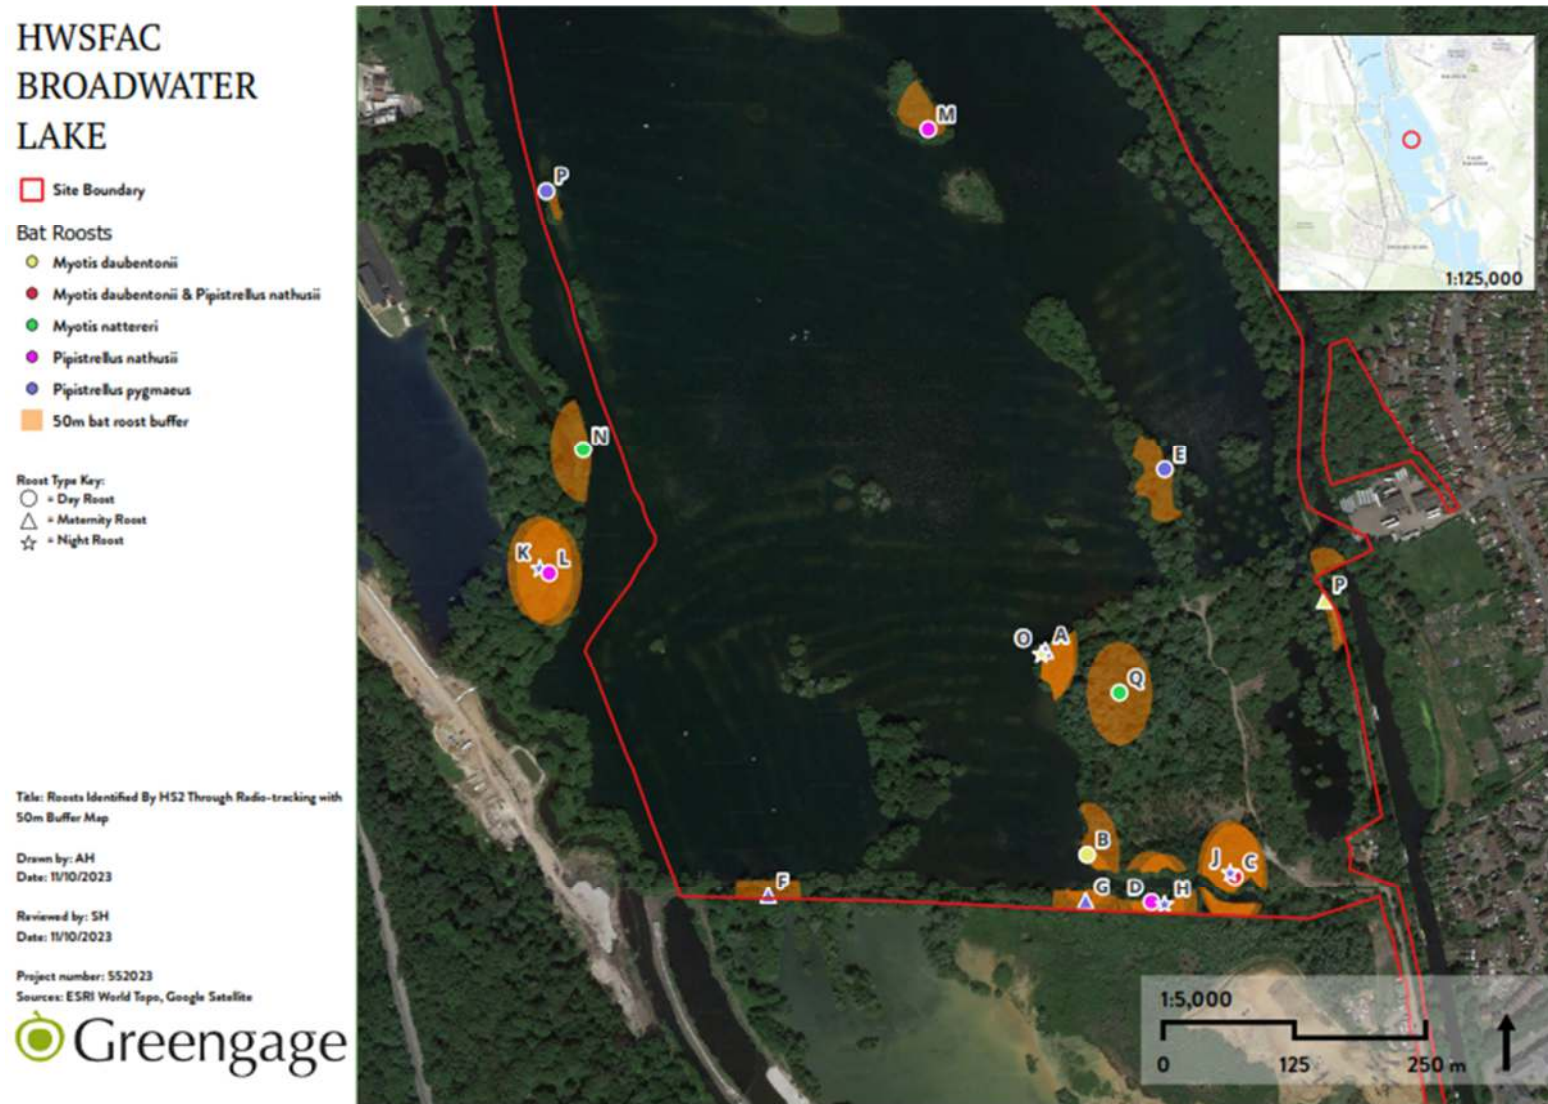 HWSFAC
BROADWATER
LAKE
Site Boundary
Bat Roosts
Myotis daubentonii
Myotis daubentonii & Pipistrellus nathusii
Myotis nattereri
Pipistrellus nathusii
Pipistrellus pygmaeus
50m bat roost buffer
Roost Type Key:
= Day Roost
= Maternity Roost
= Night Roost
Title: Roosts Identified By HS2 Through Radio-tracking with
50m Buffer Map
Drawn by: AH
Date: 11/10/2023
Reviewed by: SH
Date: 11/10/2023
Project number: 552023
Sources: ESRI World Topo, Google Satellite
Greengage
M
P
N
E
K
L
P
O
A
Q
B
J
C
F
G
D
H
1:125,000
1:5,000
0
125
250 m